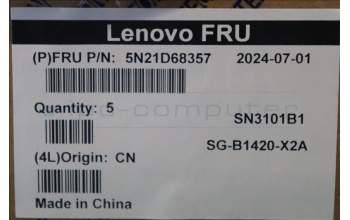 Lenovo FRU
(P)FRU P/N: 5N21D68357 2024-07-01
Quantity: 5
SN3101B1
SG-B1420-X2A
(4L)Origin: CN
Made in China